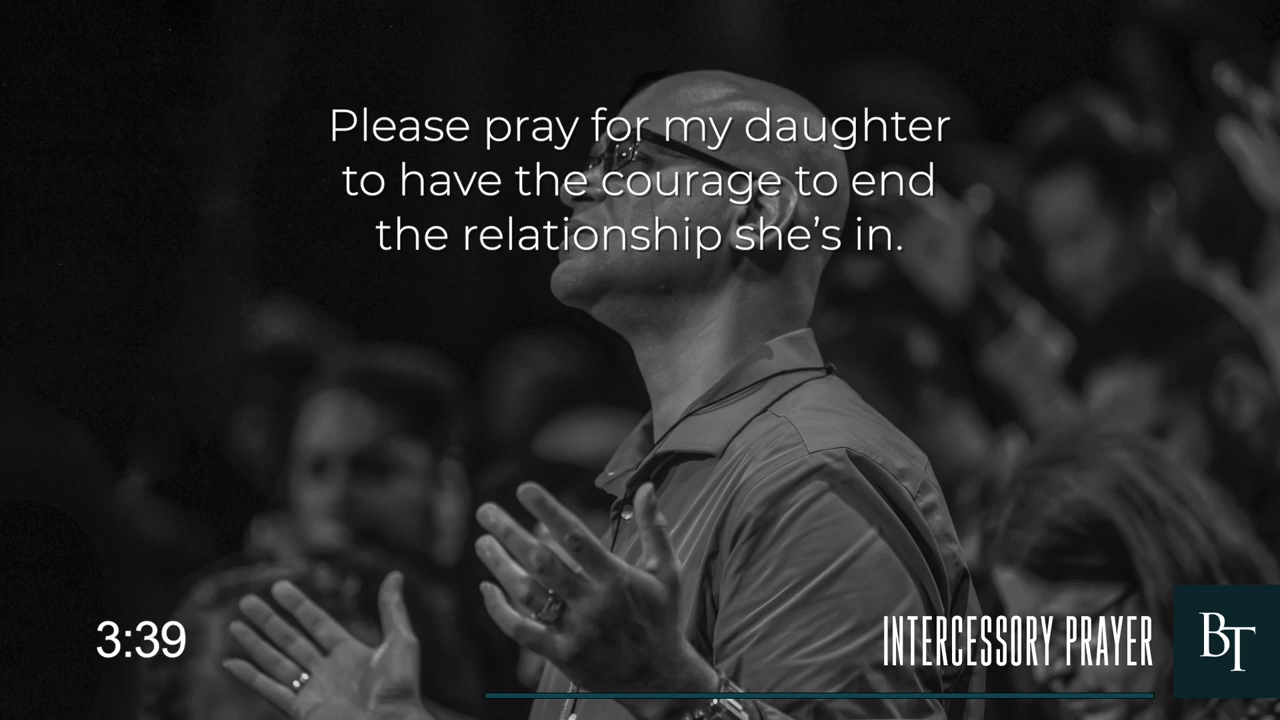 Please pray for my daughter
to have the courage to end
the relationship she's in.
3:39
INTERCESSORY PRAYER
BT